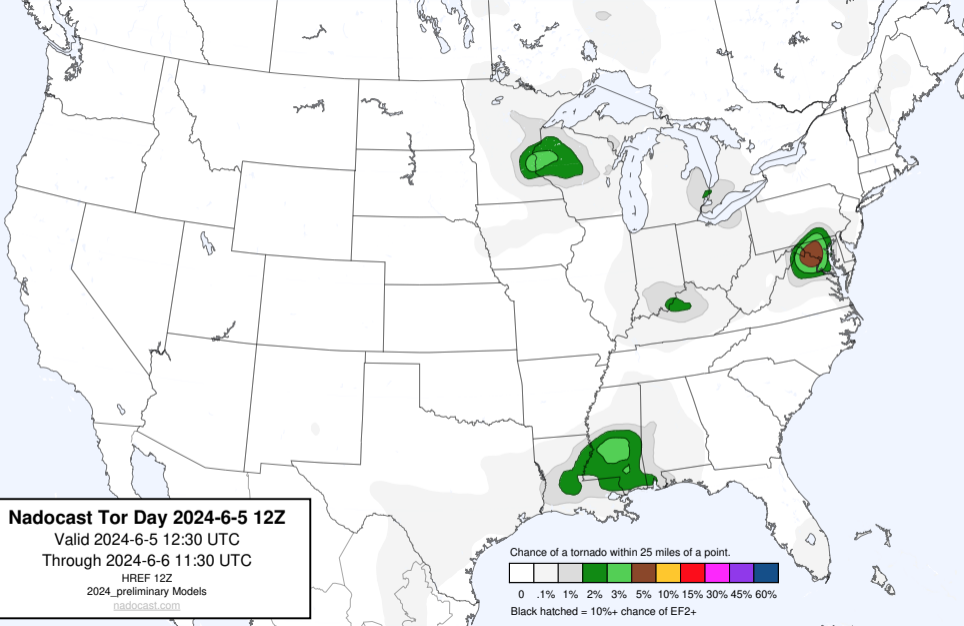 Nadocast Tor Day 2024-6-5 12Z
Valid 2024-6-5 12:30 UTC
Through 2024-6-6 11:30 UTC
HREF 12Z
2024_preliminary Models
nadocast.com
Chance of a tornado within 25 miles of a point.
0 .1% 1% 2% 3% 5% 10% 15% 30% 45% 60%
Black hatched = 10%+ chance of EF2+